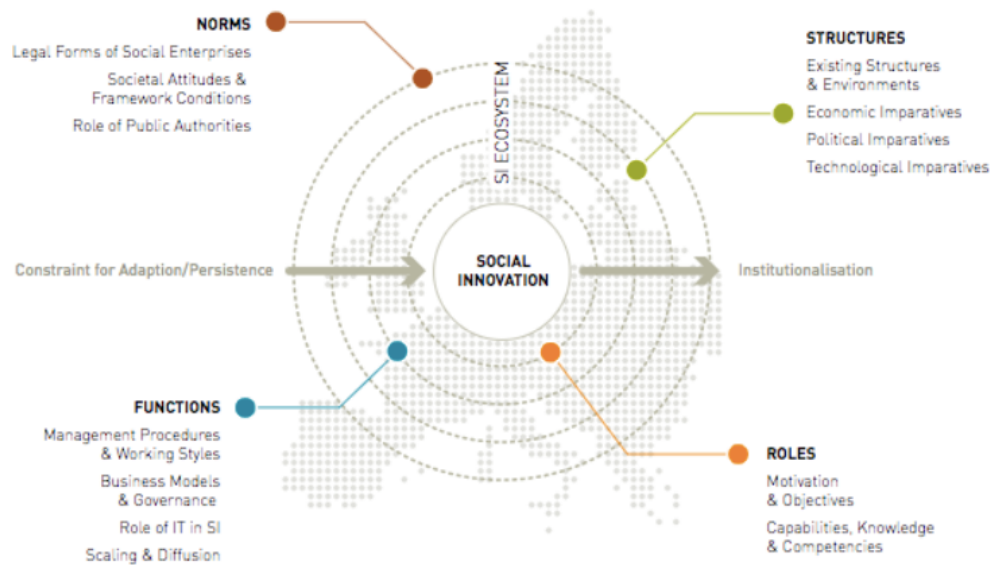 NORMS
Legal Forms of Social Enterprises
Societal Attitudes &
Framework Conditions
Role of Public Authorities
STRUCTURES
Existing Structures
& Environments
Economic Imparatives
Political Imparatives
Technological Imparatives
SI ECOSYSTEM
Constraint for Adaption/Persistence
SOCIAL
INNOVATION
Institutionalisation
FUNCTIONS
Management Procedures
& Working Styles
Business Models
& Governance
Role of IT in SI
Scaling & Diffusion
ROLES
Motivation
& Objectives
Capabilities, Knowledge
& Competencies